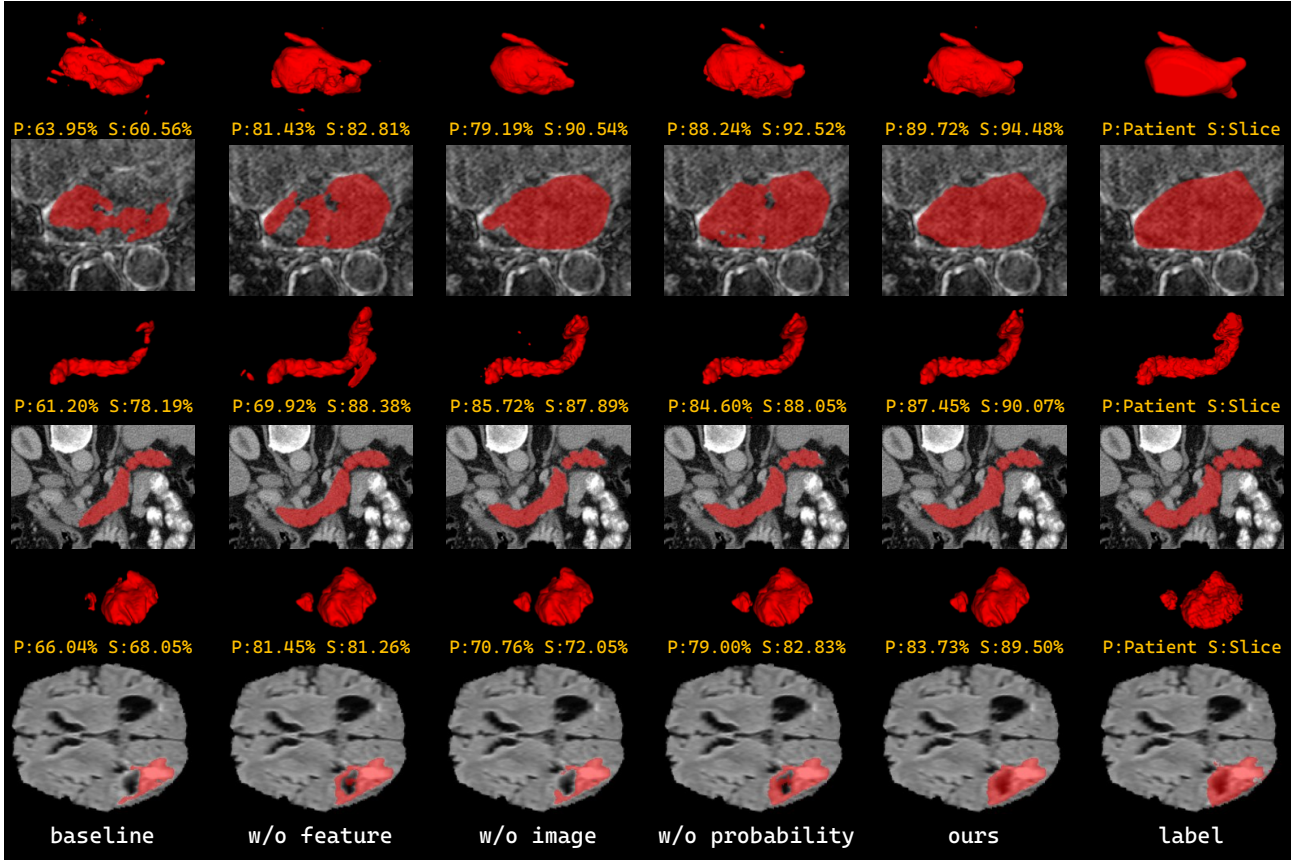 P:63.95% S:60.56% P:81.43% S:82.81% P:79.19% S:90.54% P:88.24% S:92.52% P:89.72% S:94.48% P:Patient S:Slice
P:61.20% S:78.19% P:69.92% S:88.38% P:85.72% S:87.89% P:84.60% S:88.05% P:87.45% S:90.07% P:Patient S:Slice
P:66.04% S:68.05% P:81.45% S:81.26% P:70.76% S:72.05% P:79.00% S:82.83% P:83.73% S:89.50% P:Patient S:Slice
baseline w/o feature w/o image w/o probability ours label